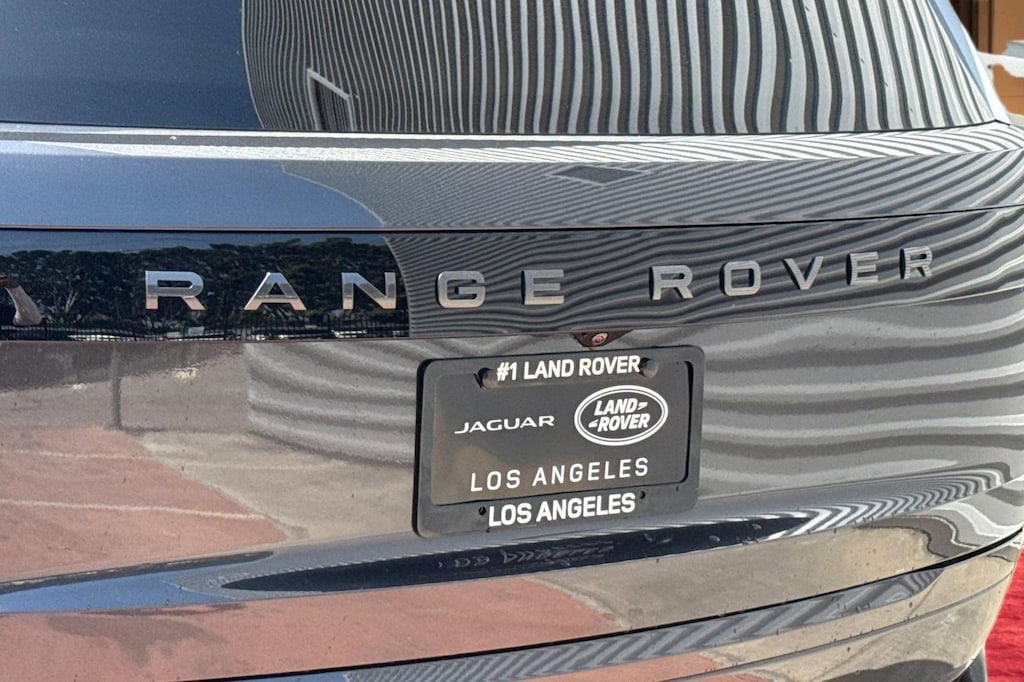 RANGE ROVER
#1 LAND ROVER
JAGUAR
LAND-
-ROVER
LOS ANGELES
LOS ANGELES